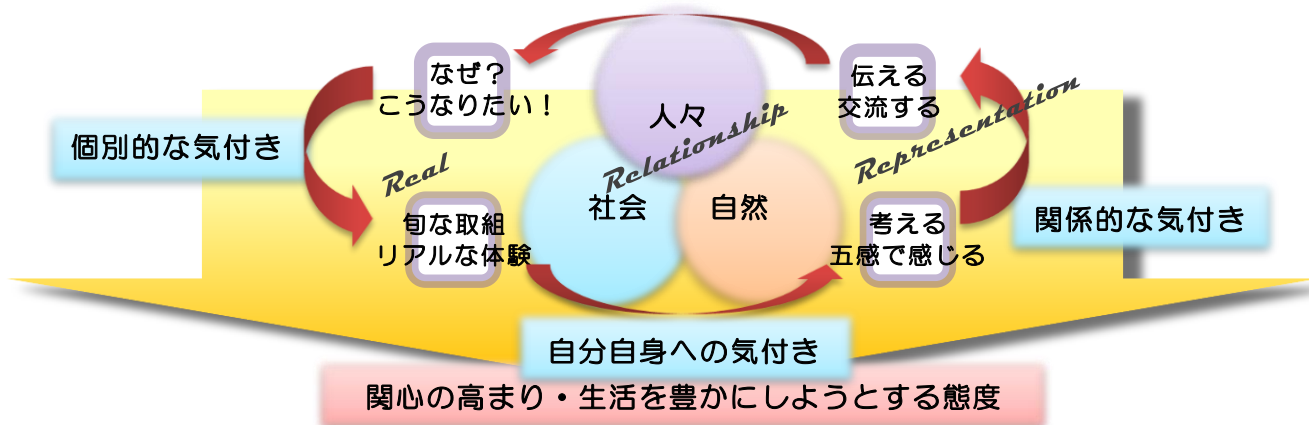 なぜ？
こうなりたい！
人々
伝える
交流する
個別的な気付き
Real
Relationship
Representation
旬な取組
リアルな体験
社会
自然
考える
五感で感じる
関係的な気付き
自分自身への気付き
関心の高まり・生活を豊かにしようとする態度